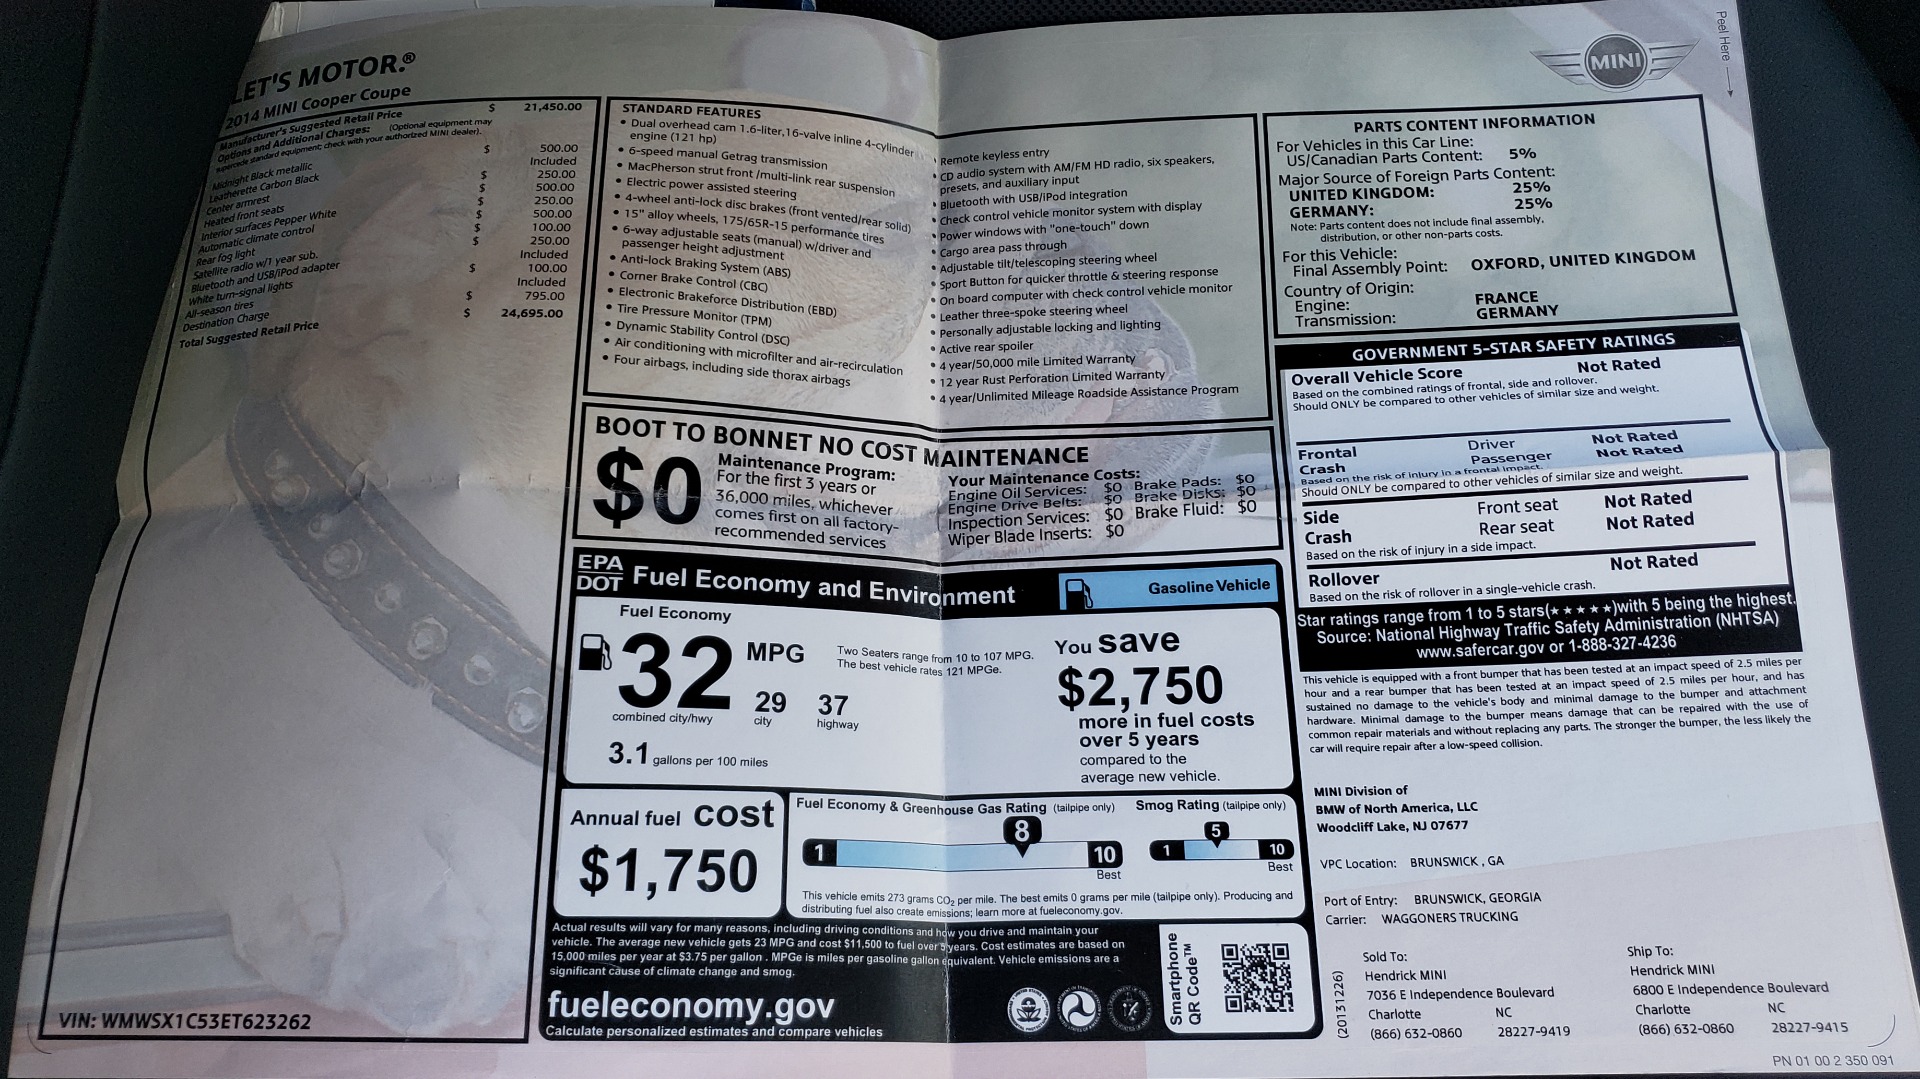 Peel Here
LET'S MOTOR.®
MINI
2014 MINI Cooper Coupe
Manufacturer's Suggested Retail Price $ 21,450.00
Options and Additional Charges: (Optional equipment may
supercede standard equipment; check with your authorized MINI dealer).
Midnight Black metallic $ 500.00
Leatherette Carbon Black Included
Center armrest $ 250.00
Heated front seats $ 500.00
Interior surfaces Pepper White $ 250.00
Automatic climate control $ 500.00
Rear fog light $ 100.00
Satellite radio w/1 year sub. $ 250.00
Bluetooth and USB/iPod adapter Included
White turn-signal lights $ 100.00
All-season tires Included
Destination Charge $ 795.00
Total Suggested Retail Price $ 24,695.00
VIN: WMWSX1C53ET623262
STANDARD FEATURES
• Dual overhead cam 1.6-liter,16-valve inline 4-cylinder
engine (121 hp)
• 6-speed manual Getrag transmission
• MacPherson strut front /multi-link rear suspension
• Electric power assisted steering
• 4-wheel anti-lock disc brakes (front vented/rear solid)
• 15" alloy wheels, 175/65R-15 performance tires
• 6-way adjustable seats (manual) w/driver and
passenger height adjustment
• Anti-lock Braking System (ABS)
• Corner Brake Control (CBC)
• Electronic Brakeforce Distribution (EBD)
• Tire Pressure Monitor (TPM)
• Dynamic Stability Control (DSC)
• Air conditioning with microfilter and air-recirculation
• Four airbags, including side thorax airbags
• Remote keyless entry
• CD audio system with AM/FM HD radio, six speakers,
presets, and auxiliary input
• Bluetooth with USB/iPod integration
• Check control vehicle monitor system with display
• Power windows with "one-touch" down
• Cargo area pass through
• Adjustable tilt/telescoping steering wheel
• Sport Button for quicker throttle & steering response
• On board computer with check control vehicle monitor
• Leather three-spoke steering wheel
• Personally adjustable locking and lighting
• Active rear spoiler
• 4 year/50,000 mile Limited Warranty
• 12 year Rust Perforation Limited Warranty
• 4 year/Unlimited Mileage Roadside Assistance Program
BOOT TO BONNET NO COST MAINTENANCE
$0
Maintenance Program:
For the first 3 years or
36,000 miles, whichever
comes first on all factory-
recommended services
Your Maintenance Costs:
Engine Oil Services: $0 Brake Pads: $0
Engine Drive Belts: $0 Brake Disks: $0
Inspection Services: $0 Brake Fluid: $0
Wiper Blade Inserts: $0
EPA
DOT
Fuel Economy and Environment
Gasoline Vehicle
Fuel Economy
32 MPG
combined city/hwy
29
city
37
highway
3.1 gallons per 100 miles
Two Seaters range from 10 to 107 MPG.
The best vehicle rates 121 MPGe.
You save
$2,750
more in fuel costs
over 5 years
compared to the
average new vehicle.
Annual fuel cost
$1,750
Fuel Economy & Greenhouse Gas Rating (tailpipe only)
1 8 10
Best
Smog Rating (tailpipe only)
1 5 10
Best
This vehicle emits 273 grams CO2 per mile. The best emits 0 grams per mile (tailpipe only). Producing and
distributing fuel also create emissions; learn more at fueleconomy.gov.
Actual results will vary for many reasons, including driving conditions and how you drive and maintain your
vehicle. The average new vehicle gets 23 MPG and cost $11,500 to fuel over 5 years. Cost estimates are based on
15,000 miles per year at $3.75 per gallon . MPGe is miles per gasoline gallon equivalent. Vehicle emissions are a
significant cause of climate change and smog.
fueleconomy.gov
Calculate personalized estimates and compare vehicles
Smartphone
QR Code™
PARTS CONTENT INFORMATION
For Vehicles in this Car Line:
US/Canadian Parts Content: 5%
Major Source of Foreign Parts Content:
UNITED KINGDOM: 25%
GERMANY: 25%
Note: Parts content does not include final assembly,
distribution, or other non-parts costs.
For this Vehicle:
Final Assembly Point: OXFORD, UNITED KINGDOM
Country of Origin:
Engine: FRANCE
Transmission: GERMANY
GOVERNMENT 5-STAR SAFETY RATINGS
Overall Vehicle Score Not Rated
Based on the combined ratings of frontal, side and rollover.
Should ONLY be compared to other vehicles of similar size and weight.
Frontal Driver Not Rated
Crash Passenger Not Rated
Based on the risk of injury in a frontal impact.
Should ONLY be compared to other vehicles of similar size and weight.
Side Front seat Not Rated
Crash Rear seat Not Rated
Based on the risk of injury in a side impact.
Rollover Not Rated
Based on the risk of rollover in a single-vehicle crash.
Star ratings range from 1 to 5 stars(★★★★★)with 5 being the highest.
Source: National Highway Traffic Safety Administration (NHTSA)
www.safercar.gov or 1-888-327-4236
This vehicle is equipped with a front bumper that has been tested at an impact speed of 2.5 miles per
hour and a rear bumper that has been tested at an impact speed of 2.5 miles per hour, and has
sustained no damage to the vehicle's body and minimal damage to the bumper and attachment
hardware. Minimal damage to the bumper means damage that can be repaired with the use of
common repair materials and without replacing any parts. The stronger the bumper, the less likely the
car will require repair after a low-speed collision.
MINI Division of
BMW of North America, LLC
Woodcliff Lake, NJ 07677
VPC Location: BRUNSWICK , GA
Port of Entry: BRUNSWICK, GEORGIA
Carrier: WAGGONERS TRUCKING
(20131226)
Sold To:
Hendrick MINI
7036 E Independence Boulevard
Charlotte NC
(866) 632-0860 28227-9419
Ship To:
Hendrick MINI
6800 E Independence Boulevard
Charlotte NC
(866) 632-0860 28227-9415
PN 01 00 2 350 091